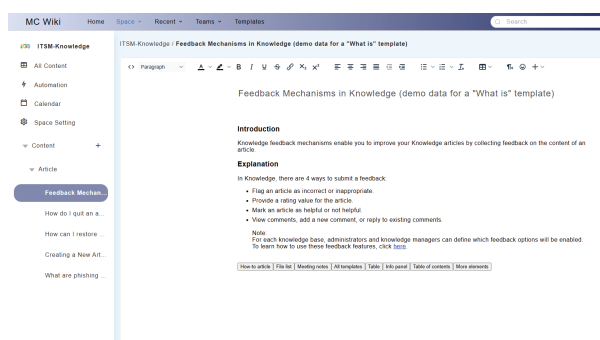 MC Wiki Home Space Recent Teams Templates Search
ITSM-Knowledge
All Content
Automation
Calendar
Space Setting
Content +
Article
Feedback Mechan...
How do I quit an a...
How can I restore ...
Creating a New Art...
What are phishing ...
ITSM-Knowledge / Feedback Mechanisms in Knowledge (demo data for a "What is" template)
Paragraph
Feedback Mechanisms in Knowledge (demo data for a "What is" template)
Introduction
Knowledge feedback mechanisms enable you to improve your Knowledge articles by collecting feedback on the content of an
article.
Explanation
In Knowledge, there are 4 ways to submit a feedback:
• Flag an article as incorrect or inappropriate.
• Provide a rating value for the article.
• Mark an article as helpful or not helpful.
• View comments, add a new comment, or reply to existing comments.
Note:
For each knowledge base, administrators and knowledge managers can define which feedback options will be enabled.
To learn how to use these feedback features, click here.
How-to article File list Meeting notes All templates Table Info panel Table of contents More elements